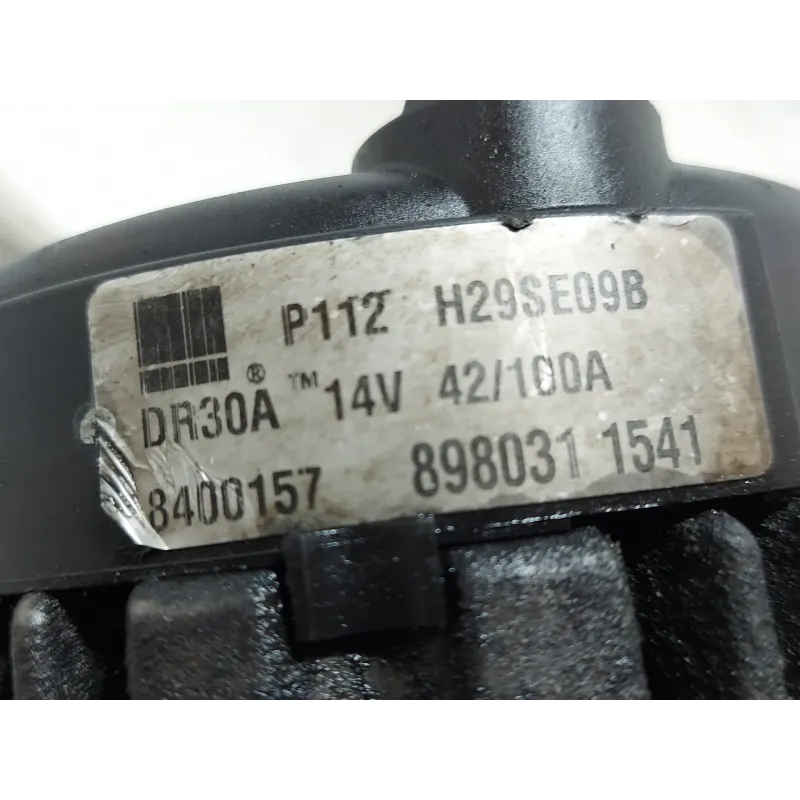 P112 H29SE09B
® DR30A ™ 14V 42/100A
8400157 898031 1541